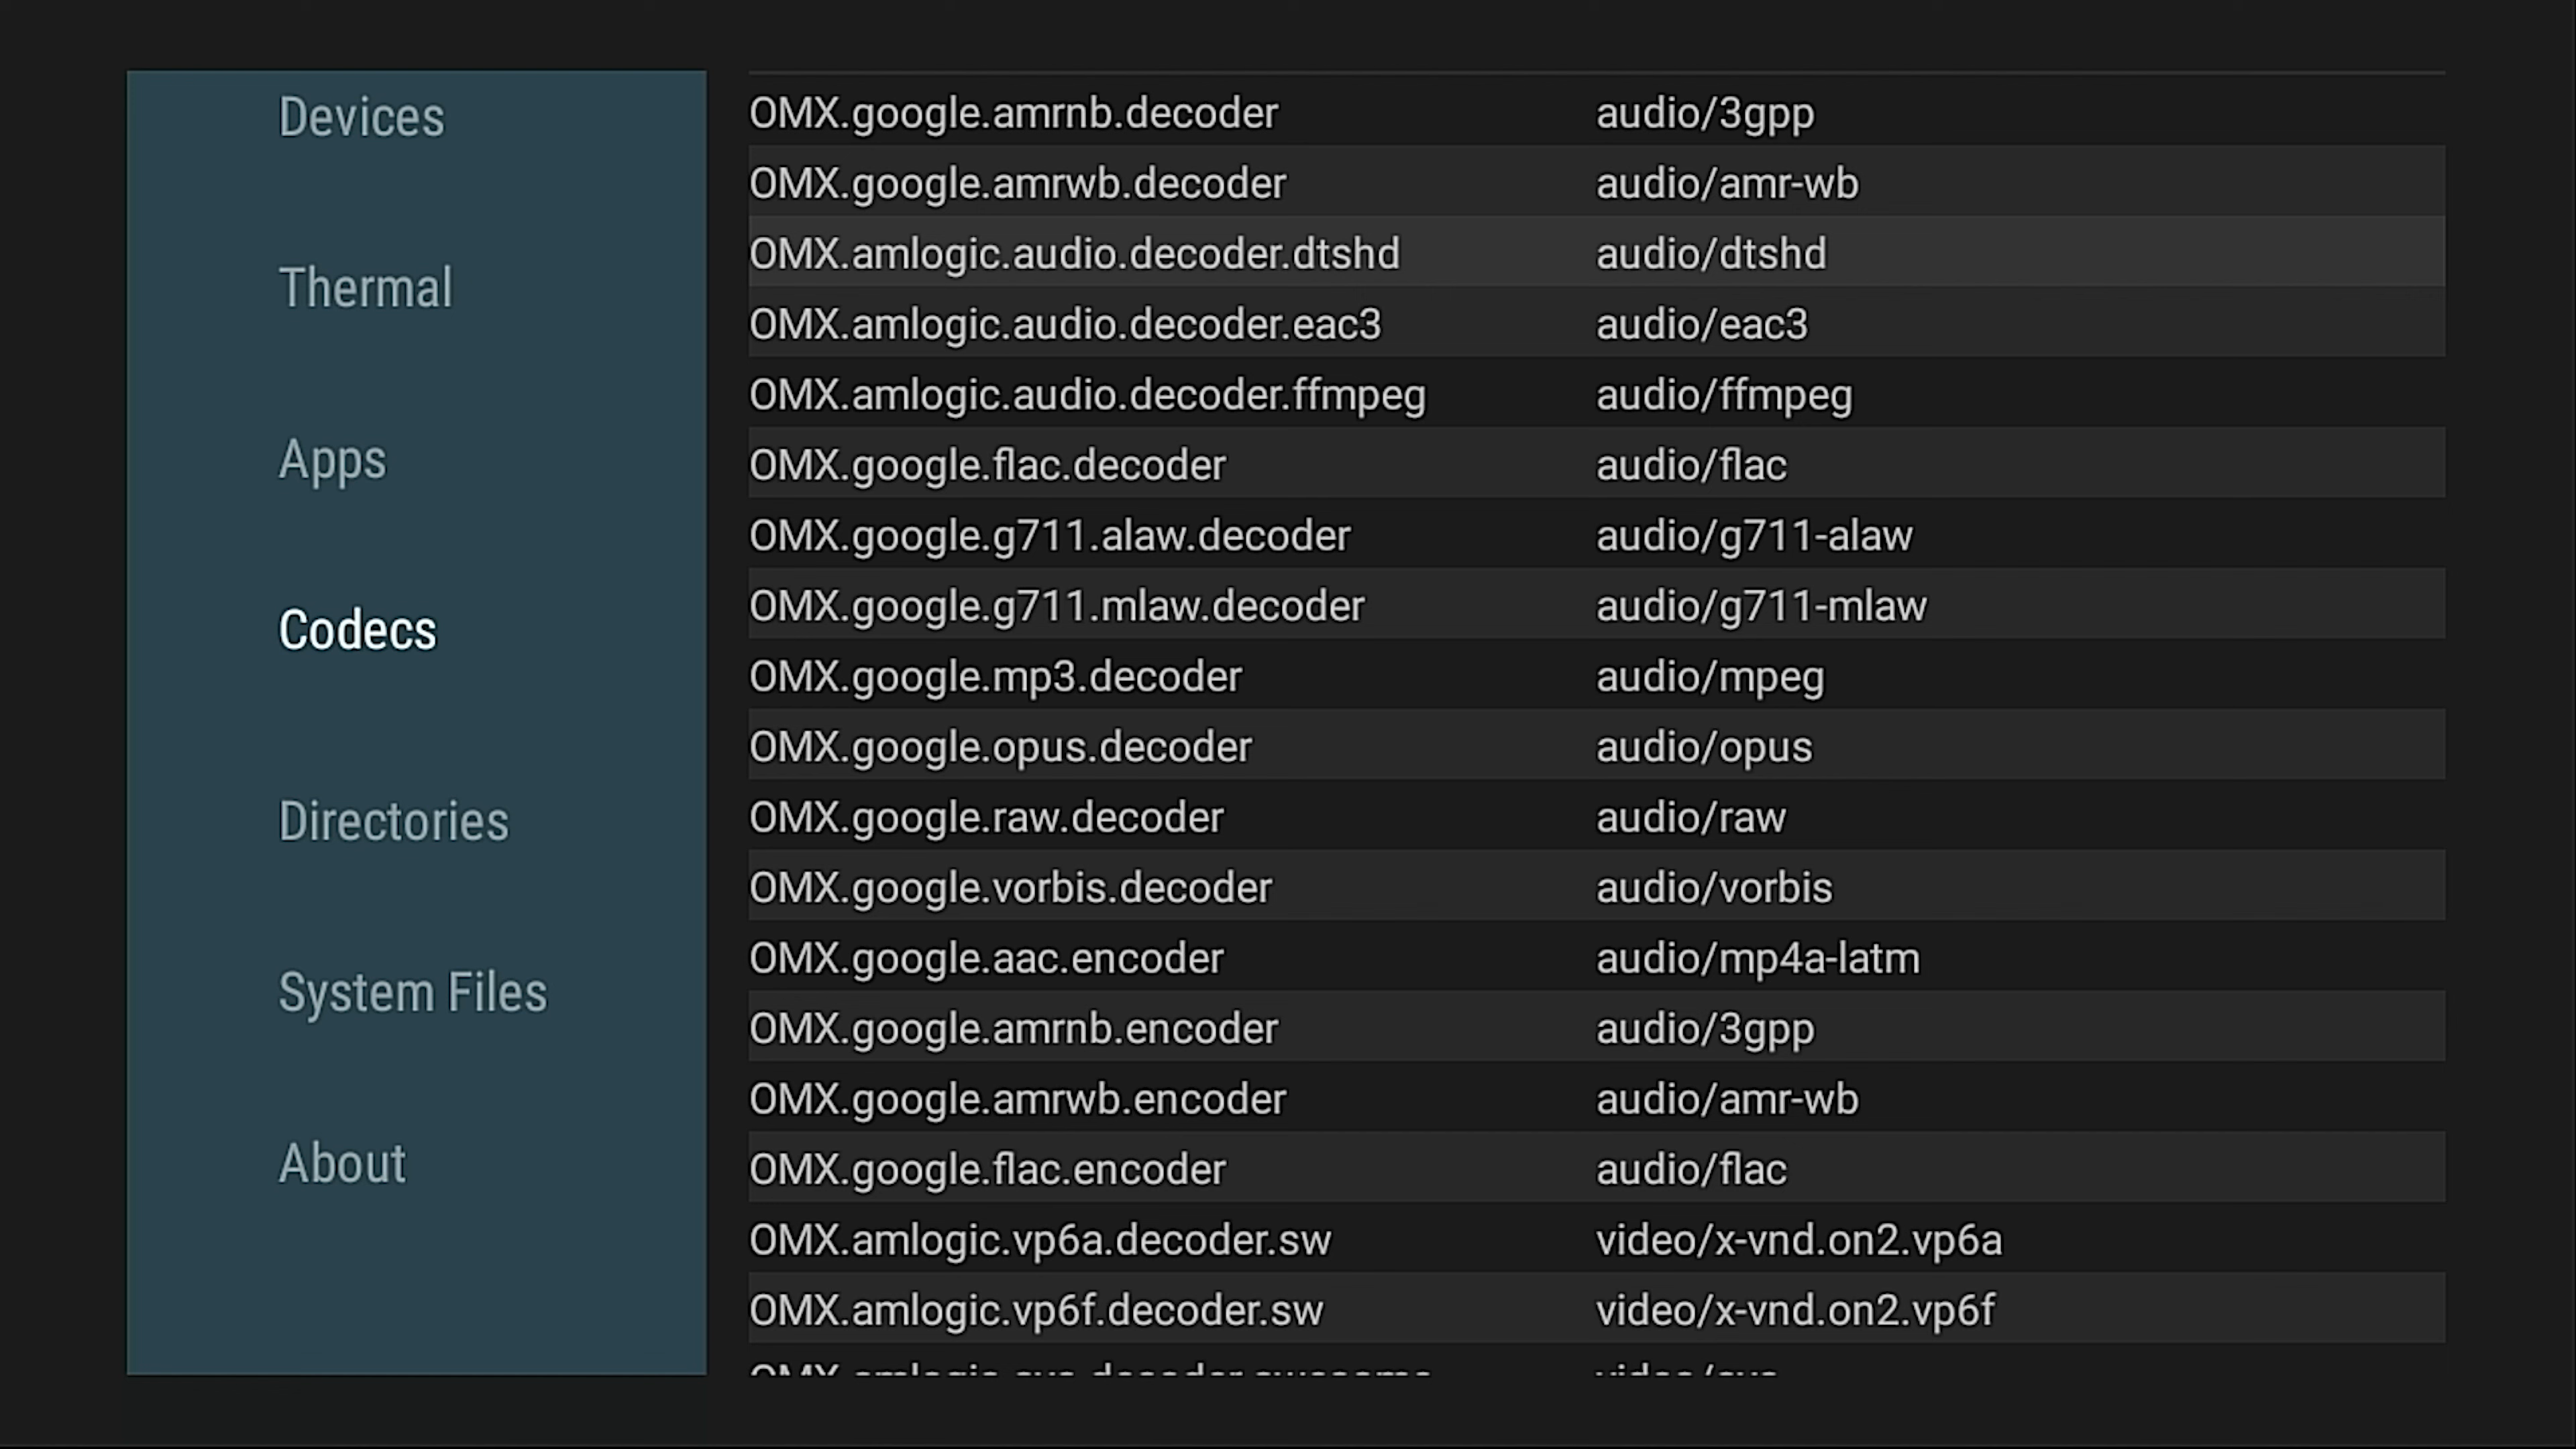 Devices
Thermal
Apps
Codecs
Directories
System Files
About
OMX.google.amrnb.decoder audio/3gpp
OMX.google.amrwb.decoder audio/amr-wb
OMX.amlogic.audio.decoder.dtshd audio/dtshd
OMX.amlogic.audio.decoder.eac3 audio/eac3
OMX.amlogic.audio.decoder.ffmpeg audio/ffmpeg
OMX.google.flac.decoder audio/flac
OMX.google.g711.alaw.decoder audio/g711-alaw
OMX.google.g711.mlaw.decoder audio/g711-mlaw
OMX.google.mp3.decoder audio/mpeg
OMX.google.opus.decoder audio/opus
OMX.google.raw.decoder audio/raw
OMX.google.vorbis.decoder audio/vorbis
OMX.google.aac.encoder audio/mp4a-latm
OMX.google.amrnb.encoder audio/3gpp
OMX.google.amrwb.encoder audio/amr-wb
OMX.google.flac.encoder audio/flac
OMX.amlogic.vp6a.decoder.sw video/x-vnd.on2.vp6a
OMX.amlogic.vp6f.decoder.sw video/x-vnd.on2.vp6f